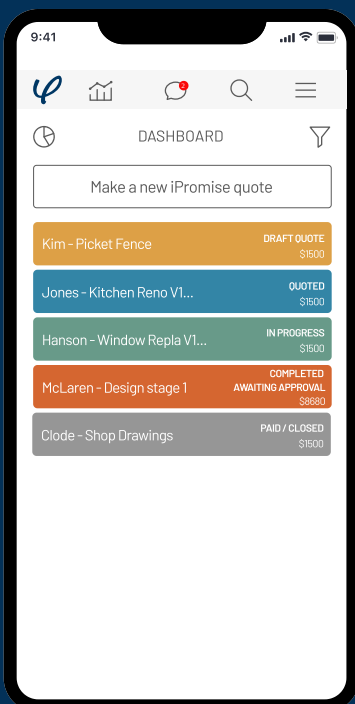 9:41
2
DASHBOARD
Make a new iPromise quote
Kim - Picket Fence
DRAFT QUOTE
$1500
Jones - Kitchen Reno V1...
QUOTED
$1500
Hanson - Window Repla V1...
IN PROGRESS
$1500
McLaren - Design stage 1
COMPLETED
AWAITING APPROVAL
$8680
Clode - Shop Drawings
PAID / CLOSED
$1500